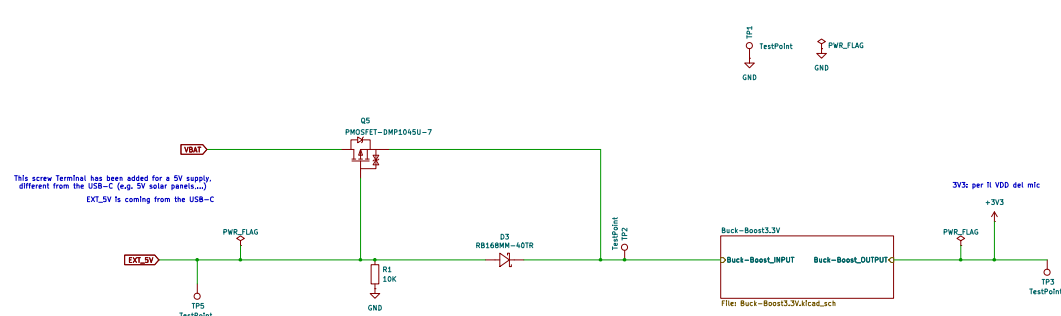 TP1
TestPoint
GND
PWR_FLAG
GND
Q5
PMOSFET-DMP1045U-7
VBAT
This screw Terminal has been added for a 5V supply,
different from the USB-C (e.g. 5V solar panels,...)
EXT_5V is coming from the USB-C
3V3: per il VDD del mic
+3V3
PWR_FLAG
D3
RB168MM-40TR
TestPoint
TP2
Buck-Boost3.3V
PWR_FLAG
EXT_5V
Buck-Boost_INPUT
Buck-Boost_OUTPUT
R1
10K
GND
TP5
TestPoint
File: Buck-Boost3.3V.kicad_sch
TP3
TestPoint